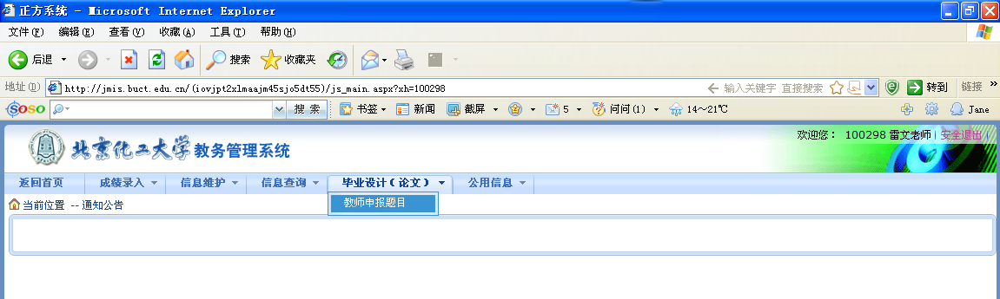 正方系统 - Microsoft Internet Explorer
文件(F) 编辑(E) 查看(V) 收藏(A) 工具(T) 帮助(H)
后退 搜索 收藏夹
地址(D) http://jmis.buct.edu.cn/(iovjpt2xlmaajm45sjo5dt55)/js_main.aspx?xh=100298 输入关键字 直接搜索 转到 链接 »
SOSO 搜 索 书签 新闻 截屏 5 问问(1) 14～21℃ Jane
北京化工大学 教务管理系统 欢迎您： 100298 雷文老师 | 安全退出 |
返回首页 成绩录入 信息维护 信息查询 毕业设计(论文) 公用信息
教师申报题目
当前位置 -- 通知公告